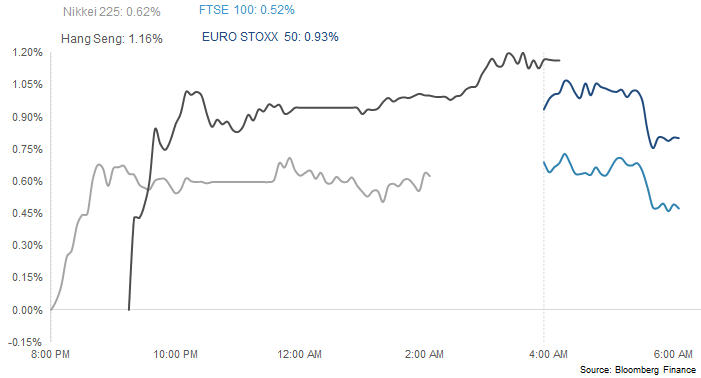 Nikkei 225: 0.62%
FTSE 100: 0.52%
Hang Seng: 1.16%
EURO STOXX 50: 0.93%
1.20%
1.05%
0.90%
0.75%
0.60%
0.45%
0.30%
0.15%
0.00%
-0.15%
8:00 PM
10:00 PM
12:00 AM
2:00 AM
4:00 AM
6:00 AM
Source: Bloomberg Finance